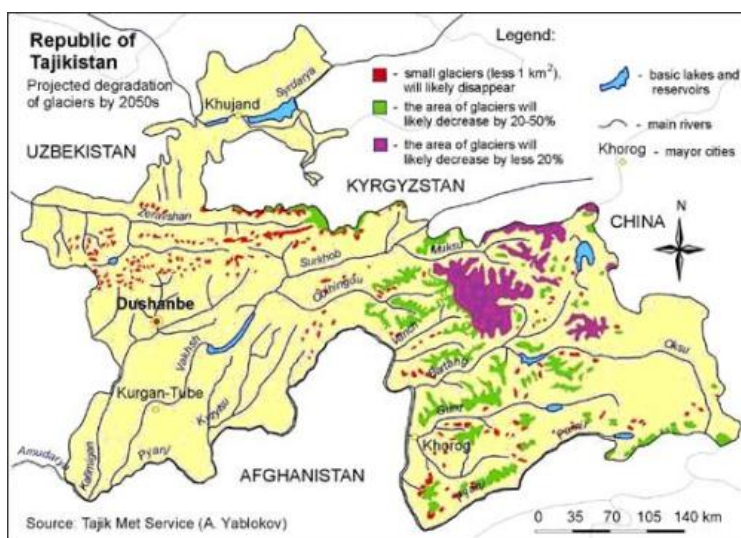 Republic of
Tajikistan
Projected degradation
of glaciers by 2050s
Legend:
- small glaciers (less 1 km²),
will likely disappear
- the area of glaciers will
likely decrease by 20-50%
- the area of glaciers will
likely decrease by less 20%
- basic lakes and
reservoirs
- main rivers
Khorog - mayor cities
Syrdarya
Khujand
UZBEKISTAN
KYRGYZSTAN
CHINA
N
Zeravshan
Muksu
Surkhob
Obihingou
Dushanbe
Vanch
Oksu
Vakhsh
Bartang
Kurgan-Tube
Kyzylsu
Gunt
Khorog
Pamir
Amudarya
Kafirnigan
Pyanj
AFGHANISTAN
Pyanj
Source: Tajik Met Service (A. Yablokov)
0 35 70 105 140 km